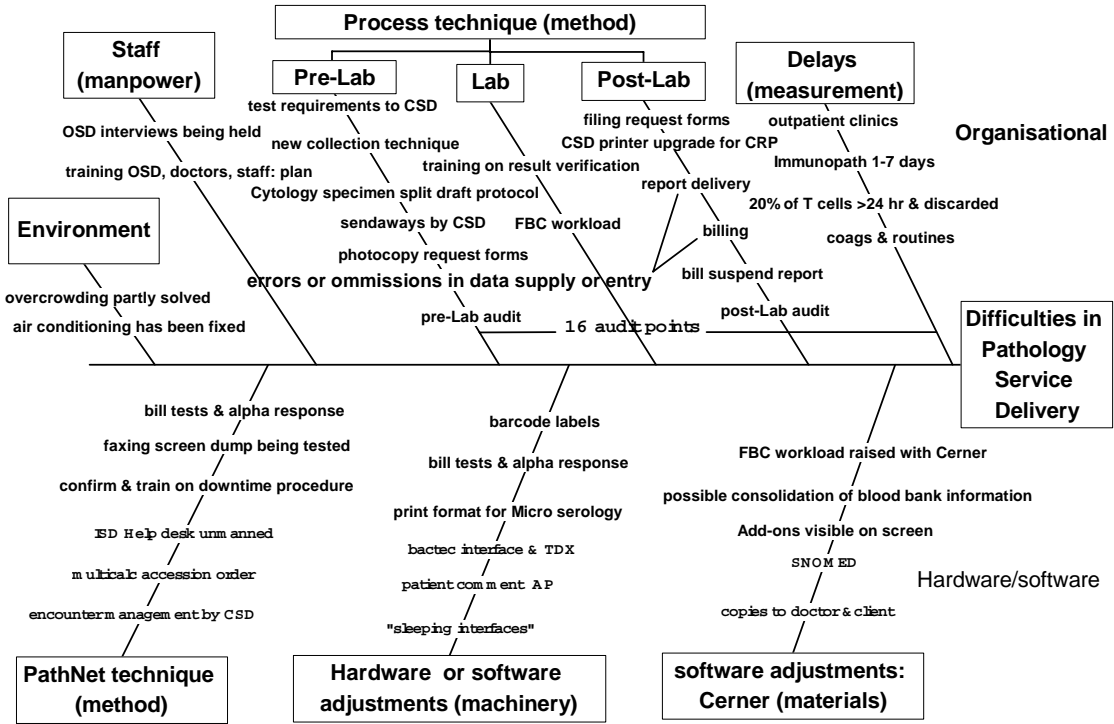 Process technique (method)
Staff
(manpower)
Pre-Lab
Lab
Post-Lab
Delays
(measurement)
test requirements to CSD
filing request forms
outpatient clinics
Organisational
OSD interviews being held
new collection technique
CSD printer upgrade for CRP
training on result verification
Immunopath 1-7 days
training OSD, doctors, staff: plan
Cytology specimen split draft protocol
report delivery
20% of T cells >24 hr & discarded
Environment
sendaways by CSD
FBC workload
billing
coags & routines
photocopy request forms
errors or ommissions in data supply or entry
bill suspend report
overcrowding partly solved
air conditioning has been fixed
pre-Lab audit
post-Lab audit
16 audit points
Difficulties in
Pathology
Service
Delivery
bill tests & alpha response
faxing screen dump being tested
confirm & train on downtime procedure
ISD Help desk unmanned
multicalc accession order
encounter management by CSD
PathNet technique
(method)
barcode labels
bill tests & alpha response
print format for Micro serology
bactec interface & TDX
patient comment AP
"sleeping interfaces"
Hardware or software
adjustments (machinery)
FBC workload raised with Cerner
possible consolidation of blood bank information
Add-ons visible on screen
SNOMED
copies to doctor & client
software adjustments:
Cerner (materials)
Hardware/software